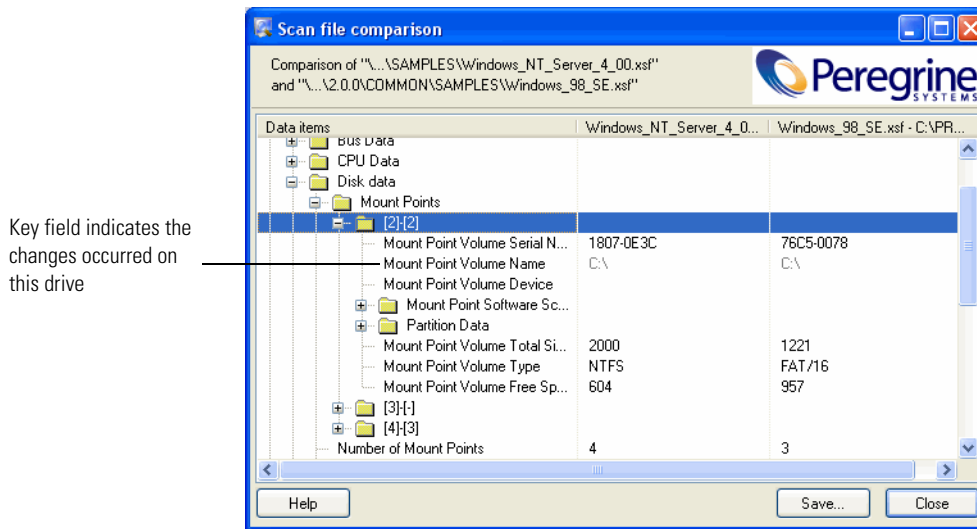 Scan file comparison
Comparison of "\...\SAMPLES\Windows_NT_Server_4_00.xsf"
and "\...\2.0.0\COMMON\SAMPLES\Windows_98_SE.xsf"
Peregrine
SYSTEMS
Data items Windows_NT_Server_4_0... Windows_98_SE.xsf - C:\PR...
Bus Data
CPU Data
Disk data
Mount Points
[2]-[2]
Mount Point Volume Serial N... 1807-0E3C 76C5-0078
Mount Point Volume Name C:\ C:\
Mount Point Volume Device
Mount Point Software Sc...
Partition Data
Mount Point Volume Total Si... 2000 1221
Mount Point Volume Type NTFS FAT/16
Mount Point Volume Free Sp... 604 957
[3]-[-]
[4]-[3]
Number of Mount Points 4 3
Help Save... Close
Key field indicates the
changes occurred on
this drive